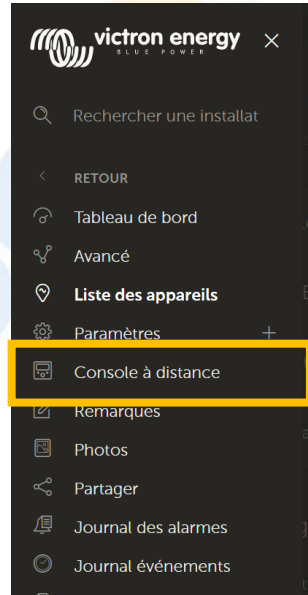 victron energy
BLUE POWER
Rechercher une installat
RETOUR
Tableau de bord
Avancé
Liste des appareils
Paramètres
Console à distance
Remarques
Photos
Partager
Journal des alarmes
Journal événements